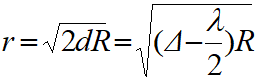 r = √2dR = √(Δ − λ/2)R